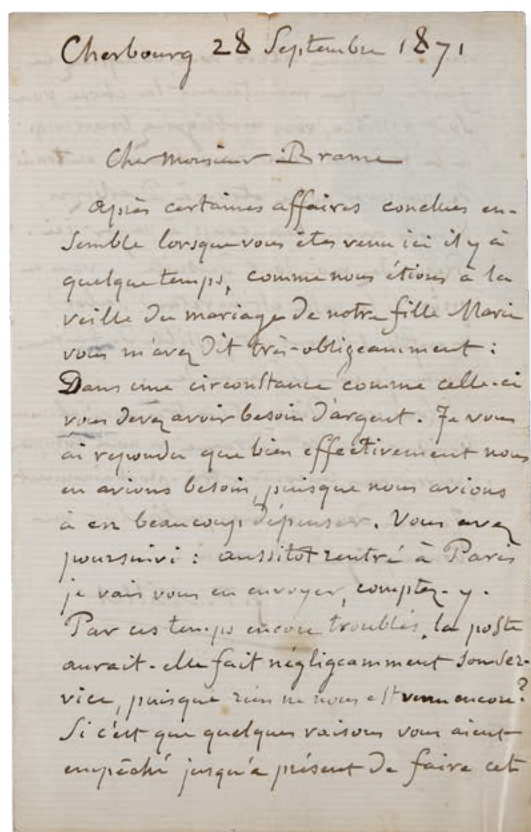 Cherbourg 28 Septembre 1871
Cher Monsieur Brame
Après certaines affaires conclues en-
semble lorsque vous êtes venu ici il y à
quelque temps, comme nous étions à la
veille du mariage de notre fille Marie
vous m'avez dit très-obligeamment :
Dans une circonstance comme celle-ci
vous devez avoir besoin d'argent. Je vous
ai repondu que bien effectivement nous
en avions besoin, puisque nous avions
à en beaucoup dépenser. Vous avez
poursuivi : aussitot rentré à Paris
je vais vous en envoyer, comptez-y.
Par ces temps encore troublés, la poste
aurait-elle fait négligeamment son ser-
vice, puisque rien ne nous est venu encore ?
Si c'est que quelques raisons vous aient
empêché jusqu'à présent de faire cet